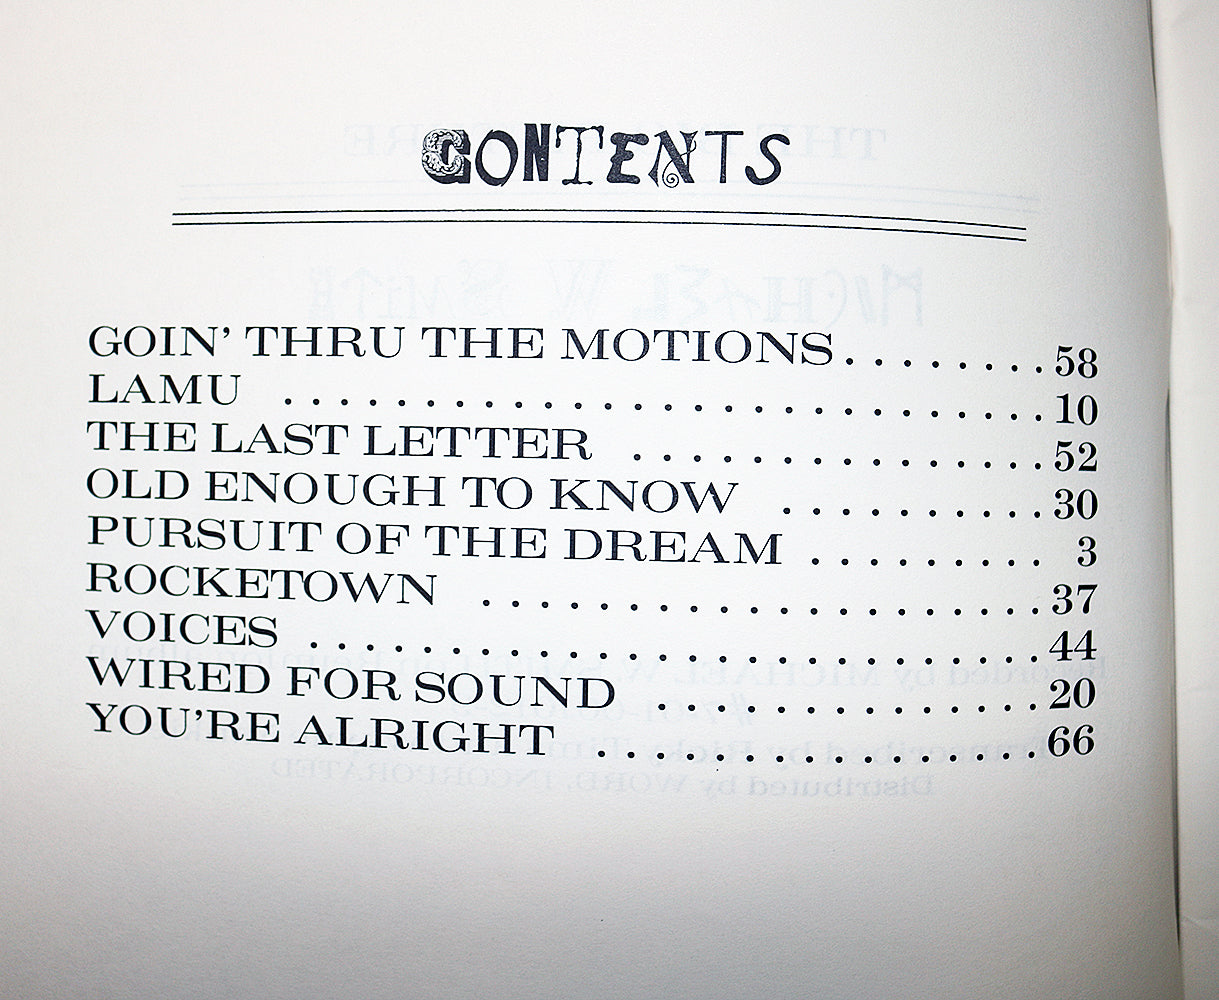 CONTENTS
GOIN' THRU THE MOTIONS. . . . . . . . 58
LAMU . . . . . . . . . . . . . . . . . . . . . . . . . . . 10
THE LAST LETTER . . . . . . . . . . . . . . . 52
OLD ENOUGH TO KNOW . . . . . . . . . . 30
PURSUIT OF THE DREAM . . . . . . . . . 3
ROCKETOWN . . . . . . . . . . . . . . . . . . . . 37
VOICES . . . . . . . . . . . . . . . . . . . . . . . . . . 44
WIRED FOR SOUND . . . . . . . . . . . . . . 20
YOU'RE ALRIGHT . . . . . . . . . . . . . . . . 66